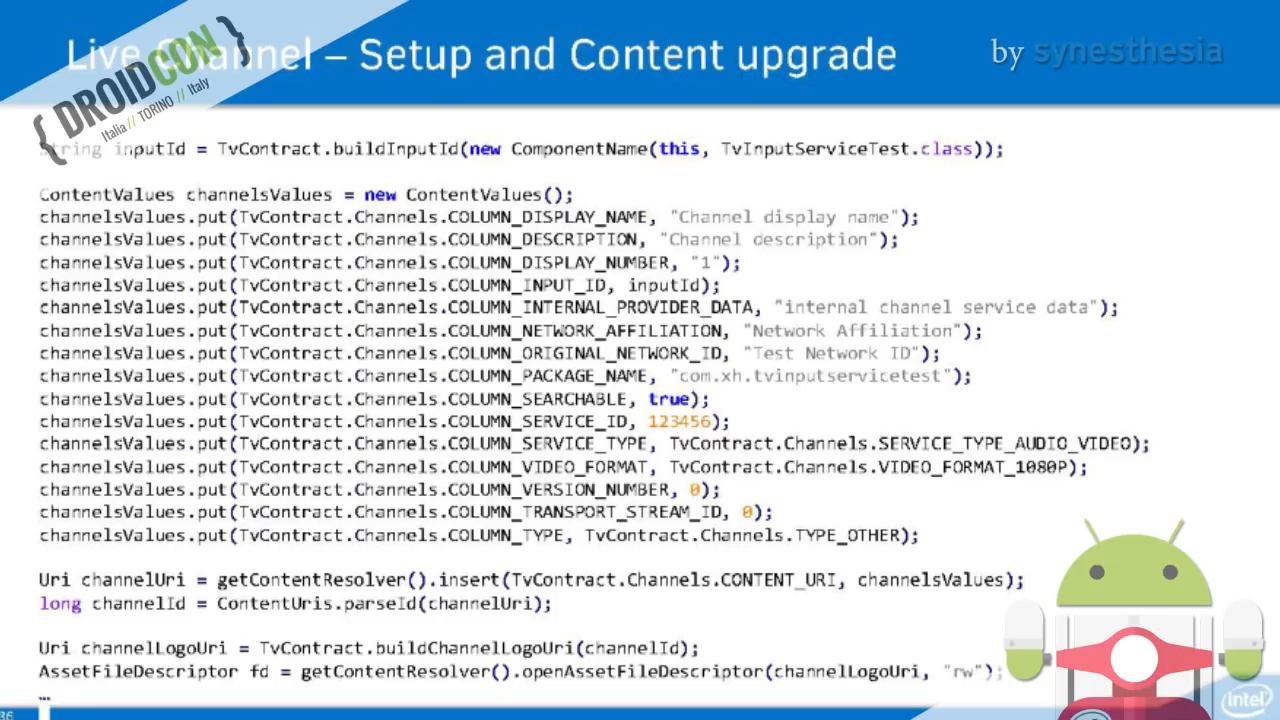 Live Channel – Setup and Content upgrade
by synesthesia
{ DROIDCON }
Italia // TORINO // Italy
String inputId = TvContract.buildInputId(new ComponentName(this, TvInputServiceTest.class));
ContentValues channelsValues = new ContentValues();
channelsValues.put(TvContract.Channels.COLUMN_DISPLAY_NAME, "Channel display name");
channelsValues.put(TvContract.Channels.COLUMN_DESCRIPTION, "Channel description");
channelsValues.put(TvContract.Channels.COLUMN_DISPLAY_NUMBER, "1");
channelsValues.put(TvContract.Channels.COLUMN_INPUT_ID, inputId);
channelsValues.put(TvContract.Channels.COLUMN_INTERNAL_PROVIDER_DATA, "internal channel service data");
channelsValues.put(TvContract.Channels.COLUMN_NETWORK_AFFILIATION, "Network Affiliation");
channelsValues.put(TvContract.Channels.COLUMN_ORIGINAL_NETWORK_ID, "Test Network ID");
channelsValues.put(TvContract.Channels.COLUMN_PACKAGE_NAME, "com.xh.tvinputservicetest");
channelsValues.put(TvContract.Channels.COLUMN_SEARCHABLE, true);
channelsValues.put(TvContract.Channels.COLUMN_SERVICE_ID, 123456);
channelsValues.put(TvContract.Channels.COLUMN_SERVICE_TYPE, TvContract.Channels.SERVICE_TYPE_AUDIO_VIDEO);
channelsValues.put(TvContract.Channels.COLUMN_VIDEO_FORMAT, TvContract.Channels.VIDEO_FORMAT_1080P);
channelsValues.put(TvContract.Channels.COLUMN_VERSION_NUMBER, 0);
channelsValues.put(TvContract.Channels.COLUMN_TRANSPORT_STREAM_ID, 0);
channelsValues.put(TvContract.Channels.COLUMN_TYPE, TvContract.Channels.TYPE_OTHER);
Uri channelUri = getContentResolver().insert(TvContract.Channels.CONTENT_URI, channelsValues);
long channelId = ContentUris.parseId(channelUri);
Uri channelLogoUri = TvContract.buildChannelLogoUri(channelId);
AssetFileDescriptor fd = getContentResolver().openAssetFileDescriptor(channelLogoUri, "rw");
...
36
intel